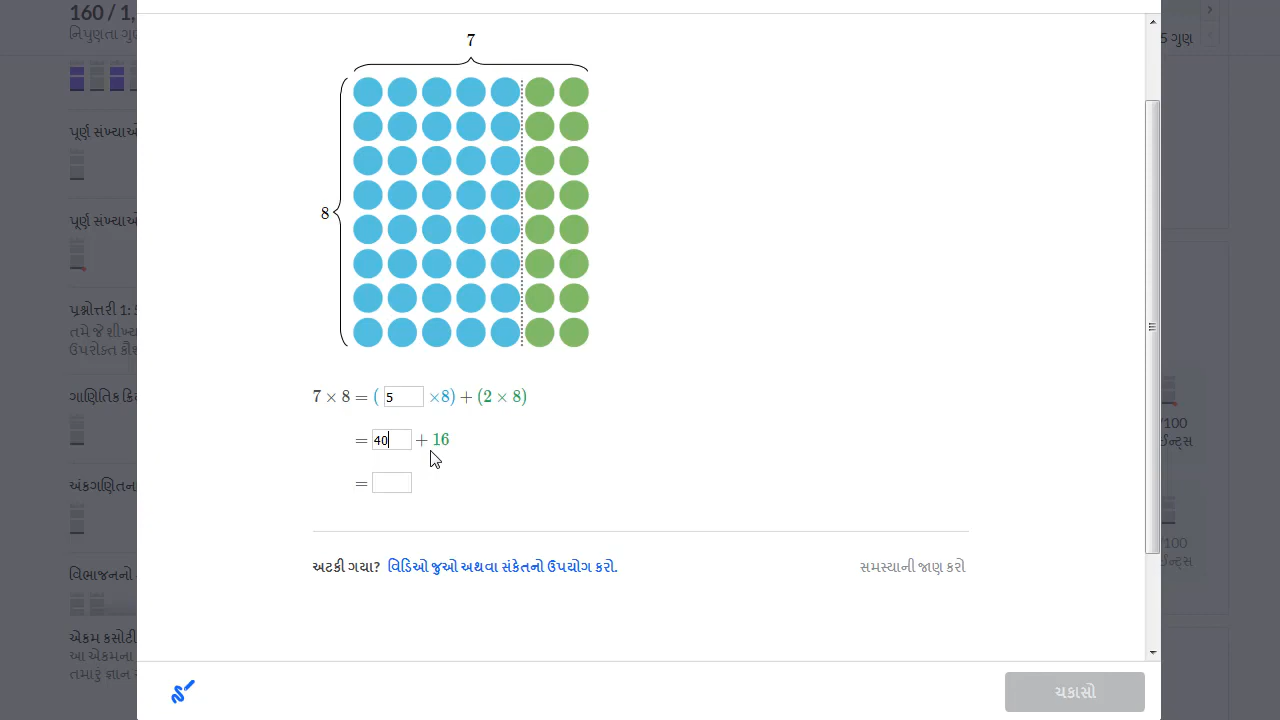 160 / 1,
નિપુણતા ગુ
5 ગુણ
પૂર્ણ સંખ્યાઓ
પૂર્ણ સંખ્યાઓ
પ્રશ્નોત્તરી 1:
તમે જે શીખ્યા
ઉપરોક્ત કૌશ
ગાણિતિક ક્રિ
અંકગણિતના
વિભાજનનો
એકમ કસોટી
આ એકમના
તમારું જ્ઞાન
7
8
7 × 8 = ( 5 ×8) + (2 × 8)
= 40 + 16
=
અટકી ગયા? વિડિઓ જુઓ અથવા સંકેતનો ઉપયોગ કરો.
સમસ્યાની જાણ કરો
/100
ઈન્ટ્સ
/100
ઈન્ટ્સ
ચકાસો